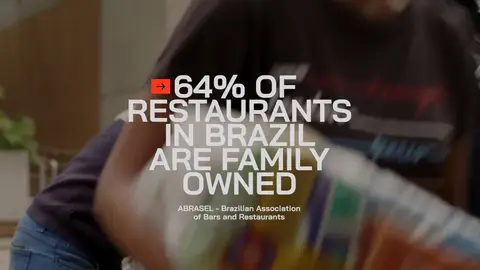 64% OF
RESTAURANTS
IN BRAZIL
ARE FAMILY
OWNED
ABRASEL - Brazilian Association
of Bars and Restaurants